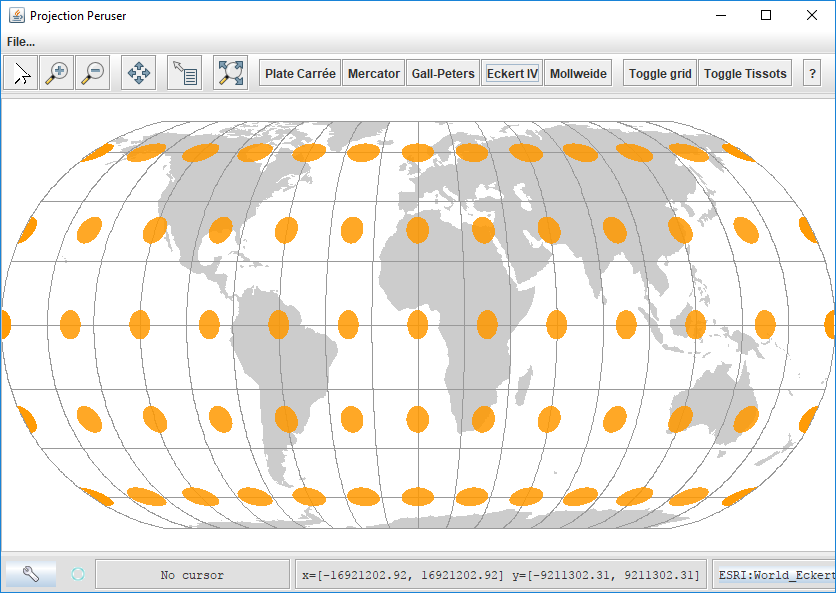 Projection Peruser
File...
Plate Carrée Mercator Gall-Peters Eckert IV Mollweide Toggle grid Toggle Tissots ?
No cursor x=[-16921202.92, 16921202.92] y=[-9211302.31, 9211302.31] ESRI:World_Eckert